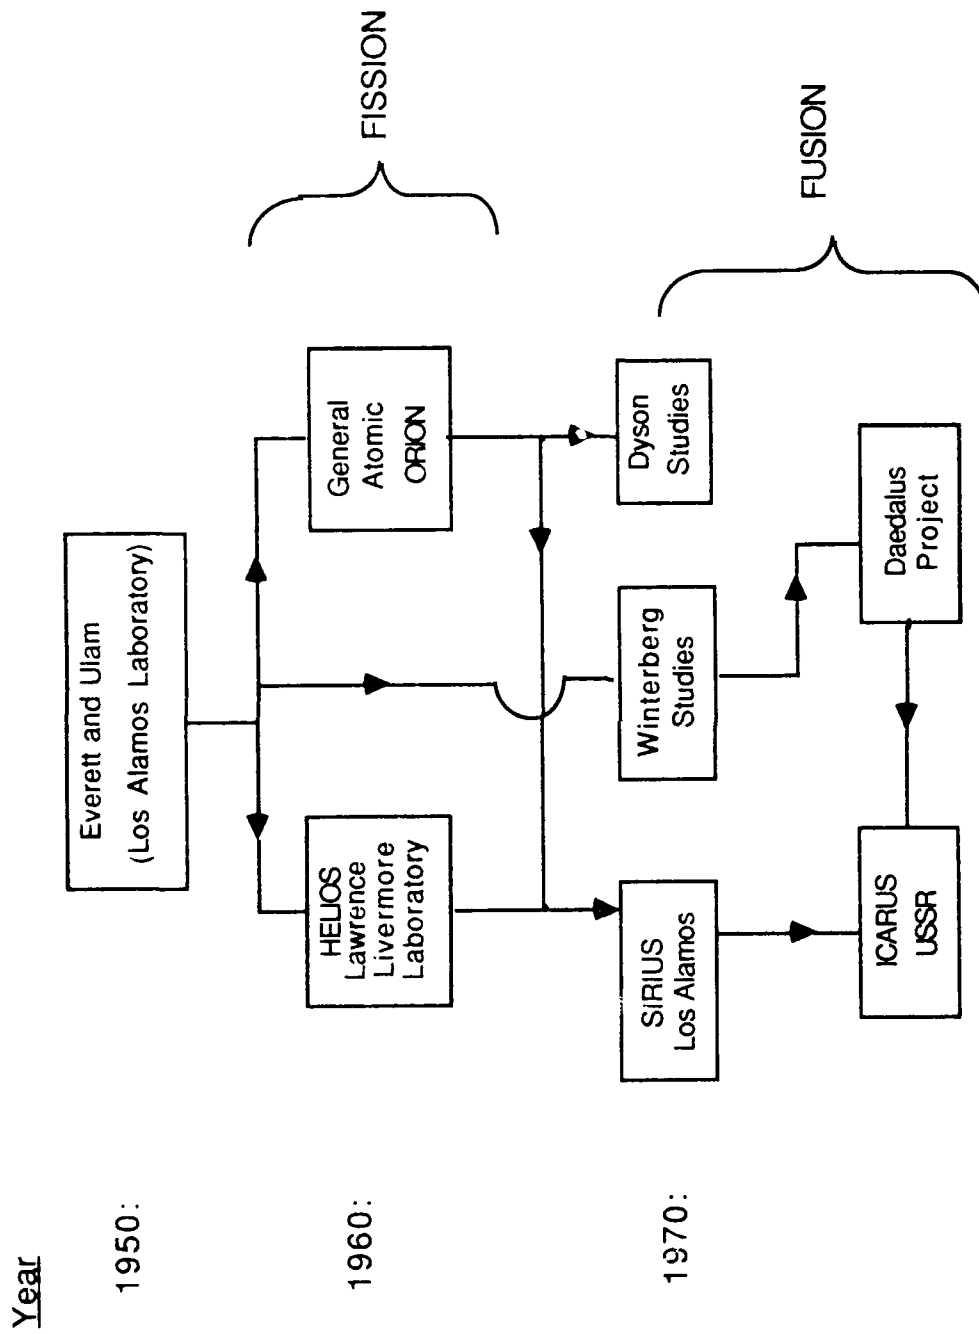 Year
1950:
Everett and Ulam
(Los Alamos Laboratory)
1960:
HELIOS
Lawrence
Livermore
Laboratory
General
Atomic
ORION
FISSION
1970:
SIRIUS
Los Alamos
Winterberg
Studies
Dyson
Studies
ICARUS
USSR
Daedalus
Project
FUSION